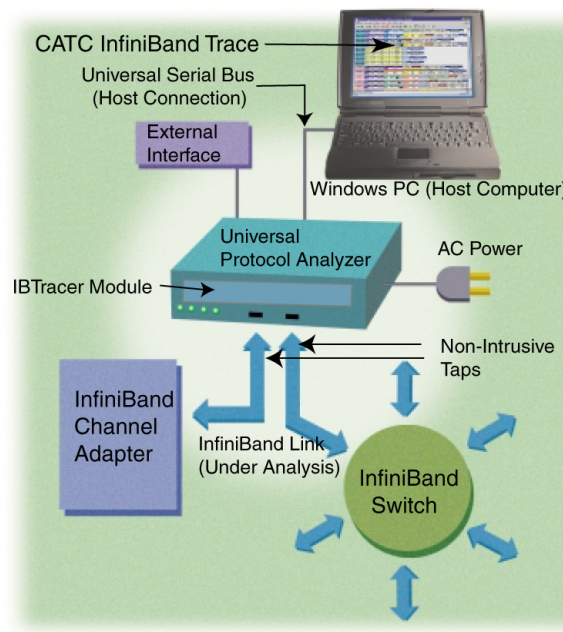 CATC InfiniBand Trace
Universal Serial Bus
(Host Connection)
External
Interface
Windows PC (Host Computer)
Universal
Protocol Analyzer
AC Power
IBTracer Module
Non-Intrusive
Taps
InfiniBand
Channel
Adapter
InfiniBand Link
(Under Analysis)
InfiniBand
Switch